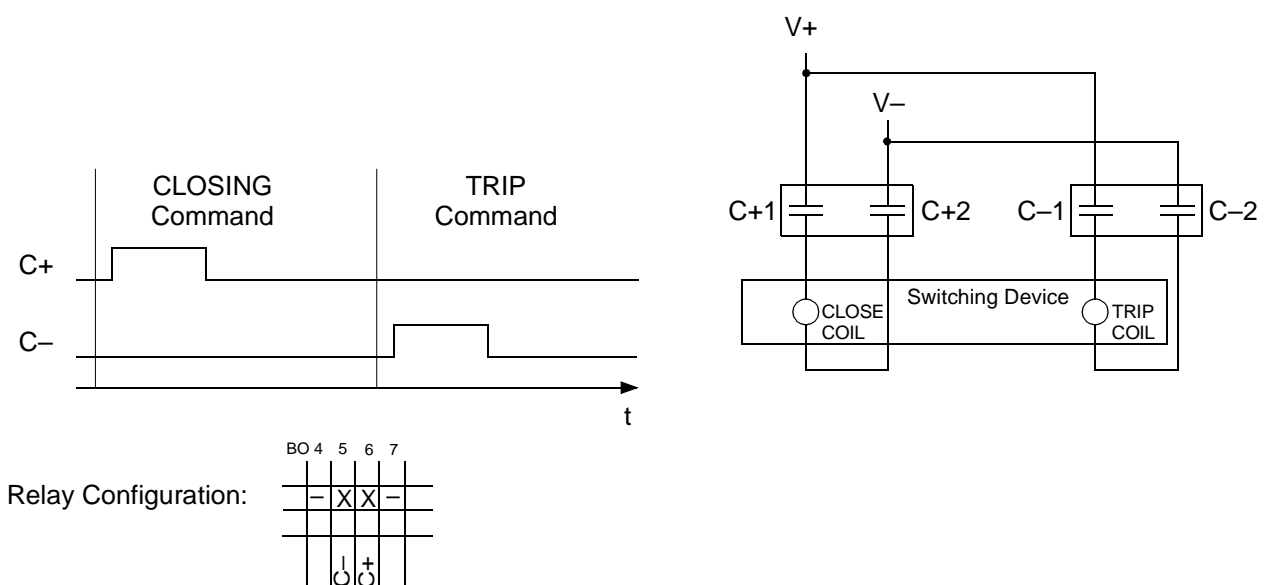 V+
V–
CLOSING
Command
TRIP
Command
C+1
C+2
C–1
C–2
C+
Switching Device
CLOSE
COIL
TRIP
COIL
C–
t
BO 4 5 6 7
Relay Configuration:
– X X –
C–
C+